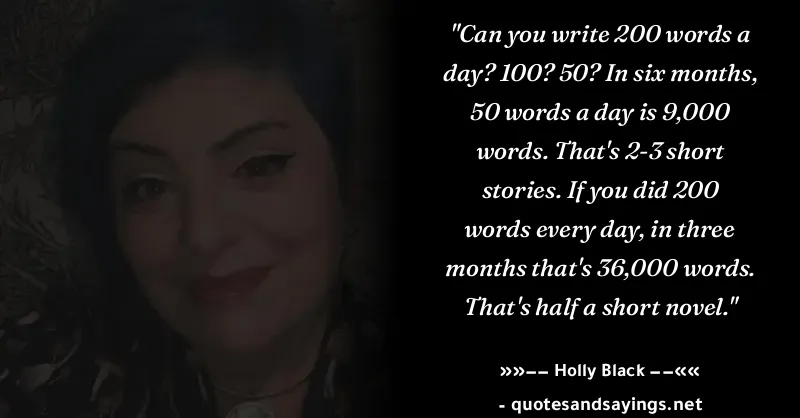 "Can you write 200 words a
day? 100? 50? In six months,
50 words a day is 9,000
words. That's 2-3 short
stories. If you did 200
words every day, in three
months that's 36,000 words.
That's half a short novel."
»»–– Holly Black ––««
- quotesandsayings.net